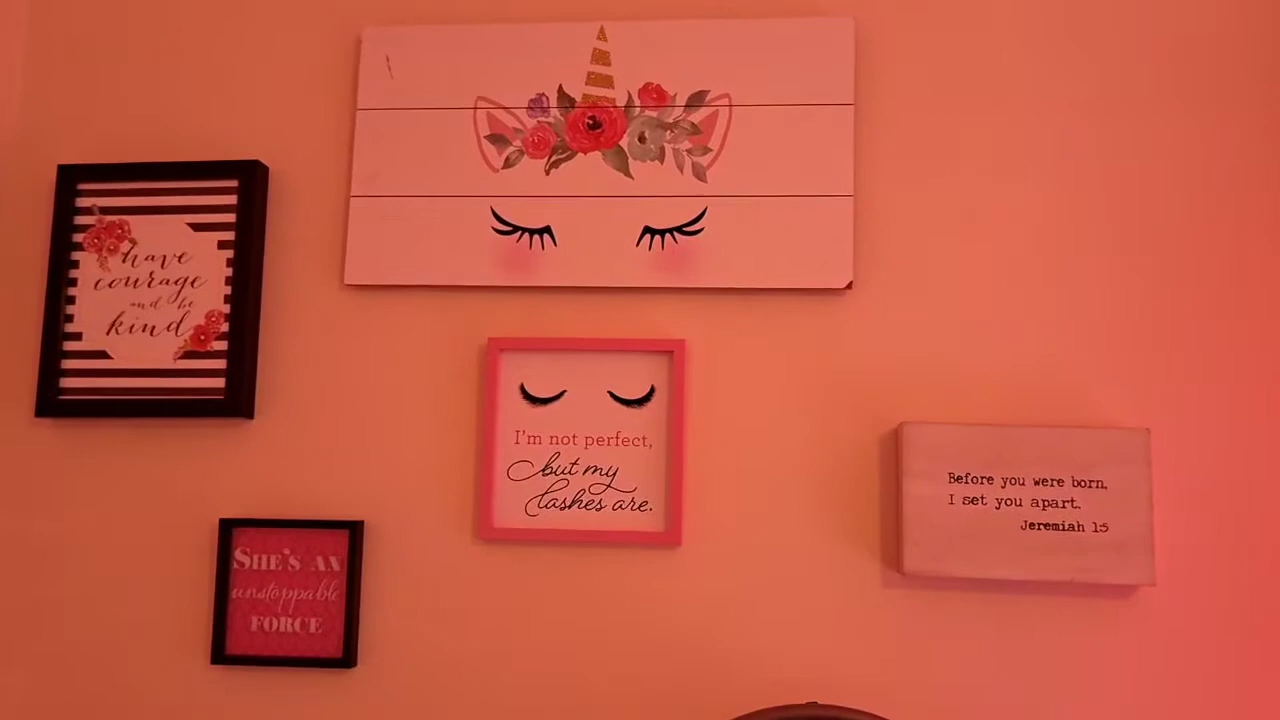 have
courage
and be
kind
I'm not perfect,
but my
lashes are.
Before you were born,
I set you apart.
Jeremiah 1:5
SHE'S AN
unstoppable
FORCE